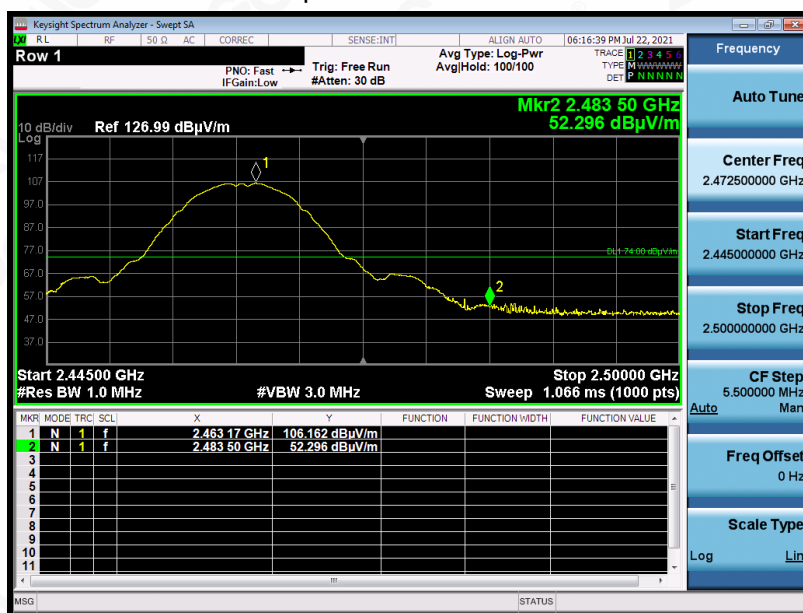 Keysight Spectrum Analyzer - Swept SA
LXI RL RF 50 Ω AC CORREC SENSE:INT ALIGN AUTO 06:16:39 PM Jul 22, 2021
Row 1
PNO: Fast
IFGain:Low
Trig: Free Run
#Atten: 30 dB
Avg Type: Log-Pwr
Avg|Hold: 100/100
TRACE 1 2 3 4 5 6
TYPE M WWWWW
DET P N N N N N
Mkr2 2.483 50 GHz
52.296 dBµV/m
10 dB/div Ref 126.99 dBµV/m
Log
117
107
97.0
87.0
77.0
67.0
57.0
47.0
37.0
1
2
DL1 74.00 dBµV/m
Start 2.44500 GHz Stop 2.50000 GHz
#Res BW 1.0 MHz #VBW 3.0 MHz Sweep 1.066 ms (1000 pts)
MKR MODE TRC SCL X Y FUNCTION FUNCTION WIDTH FUNCTION VALUE
1 N 1 f 2.463 17 GHz 106.162 dBµV/m
2 N 1 f 2.483 50 GHz 52.296 dBµV/m
3
4
5
6
7
8
9
10
11
MSG STATUS
Frequency
Auto Tune
Center Freq
2.472500000 GHz
Start Freq
2.445000000 GHz
Stop Freq
2.500000000 GHz
CF Step
5.500000 MHz
Auto Man
Freq Offset
0 Hz
Scale Type
Log Lin